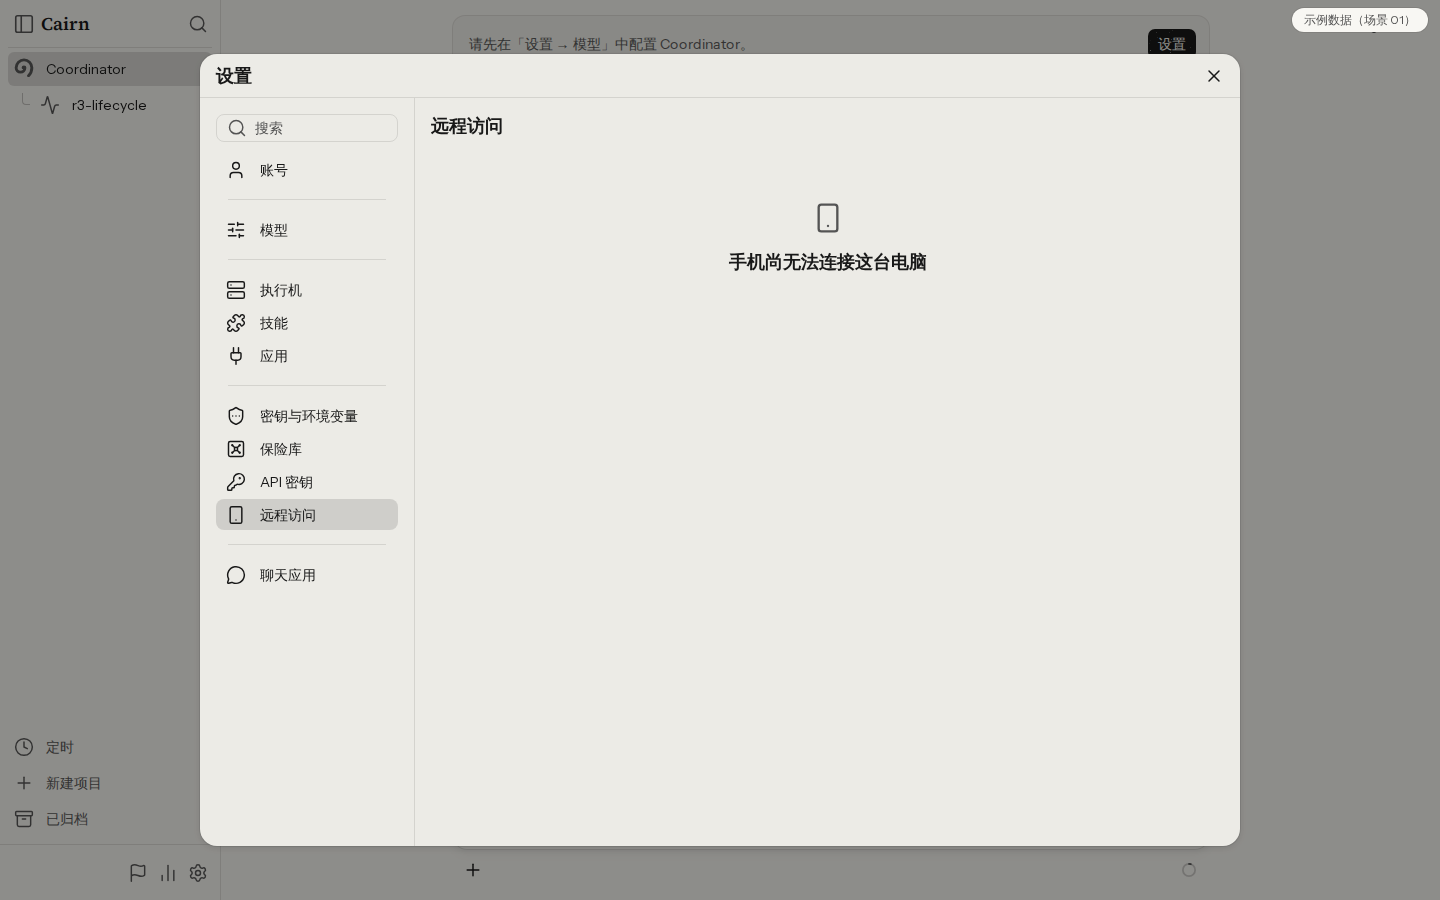 Cairn
示例数据（场景 01）
Coordinator
r3-lifecycle
请先在「设置 → 模型」中配置 Coordinator。
设置
设置
搜索
账号
模型
执行机
技能
应用
密钥与环境变量
保险库
API 密钥
远程访问
聊天应用
远程访问
手机尚无法连接这台电脑
定时
新建项目
已归档